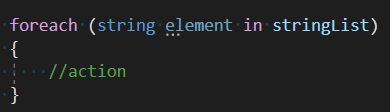 foreach (string element in stringList)
{
    //action
}